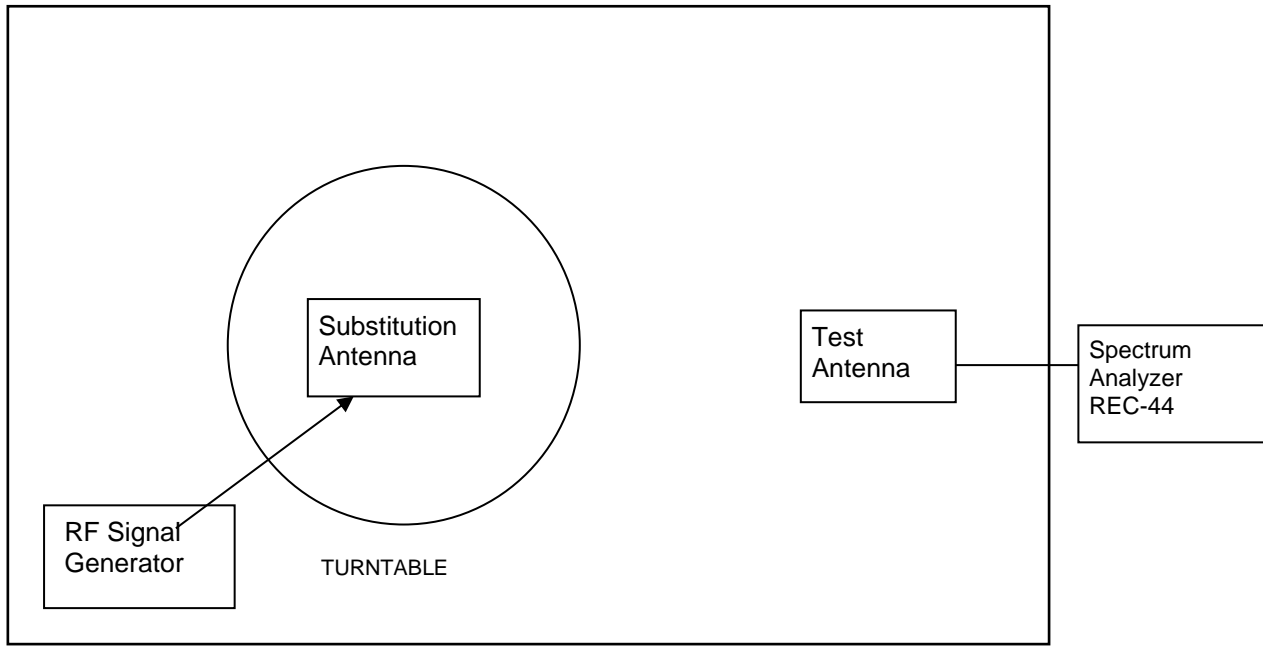 Substitution
Antenna
Test
Antenna
Spectrum
Analyzer
REC-44
RF Signal
Generator
TURNTABLE